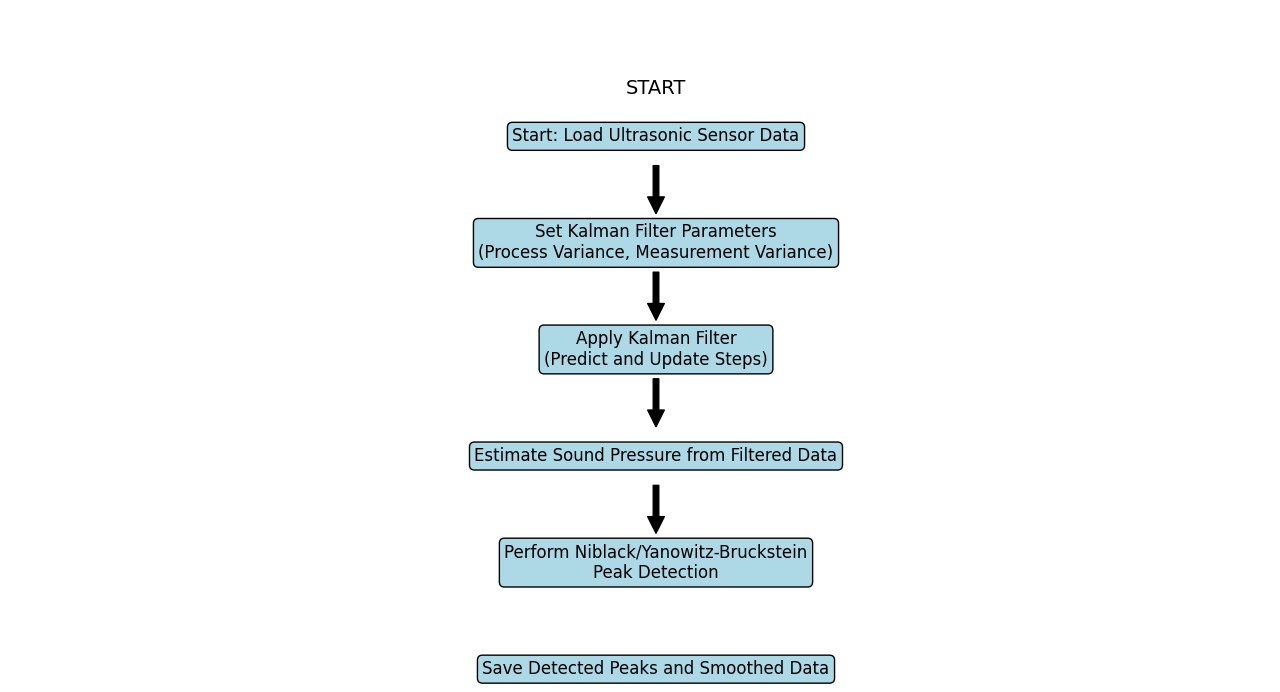 START
Start: Load Ultrasonic Sensor Data
Set Kalman Filter Parameters
(Process Variance, Measurement Variance)
Apply Kalman Filter
(Predict and Update Steps)
Estimate Sound Pressure from Filtered Data
Perform Niblack/Yanowitz-Bruckstein
Peak Detection
Save Detected Peaks and Smoothed Data